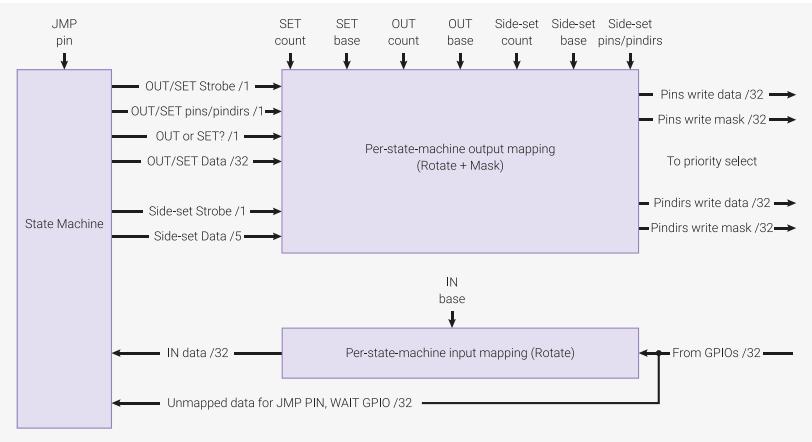 JMP
pin
SET
count
SET
base
OUT
count
OUT
base
Side-set
count
Side-set
base
Side-set
pins/pindirs
State Machine
OUT/SET Strobe /1
OUT/SET pins/pindirs /1
OUT or SET? /1
OUT/SET Data /32
Side-set Strobe /1
Side-set Data /5
Per-state-machine output mapping
(Rotate + Mask)
Pins write data /32
Pins write mask /32
To priority select
Pindirs write data /32
Pindirs write mask /32
IN
base
IN data /32
Per-state-machine input mapping (Rotate)
From GPIOs /32
Unmapped data for JMP PIN, WAIT GPIO /32